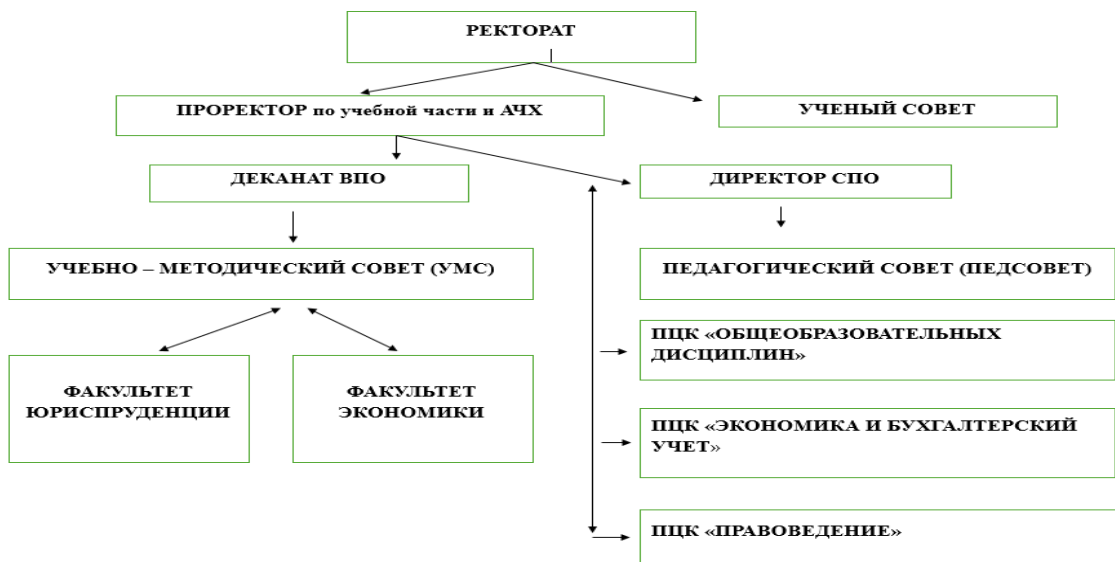 РЕКТОРАТ
ПРОРЕКТОР по учебной части и АЧХ
УЧЕНЫЙ СОВЕТ
ДЕКАНАТ ВПО
ДИРЕКТОР СПО
УЧЕБНО – МЕТОДИЧЕСКИЙ СОВЕТ (УМС)
ПЕДАГОГИЧЕСКИЙ СОВЕТ (ПЕДСОВЕТ)
ПЦК «ОБЩЕОБРАЗОВАТЕЛЬНЫХ
ДИСЦИПЛИН»
ФАКУЛЬТЕТ
ЮРИСПРУДЕНЦИИ
ФАКУЛЬТЕТ
ЭКОНОМИКИ
ПЦК «ЭКОНОМИКА И БУХГАЛТЕРСКИЙ
УЧЕТ»
ПЦК «ПРАВОВЕДЕНИЕ»